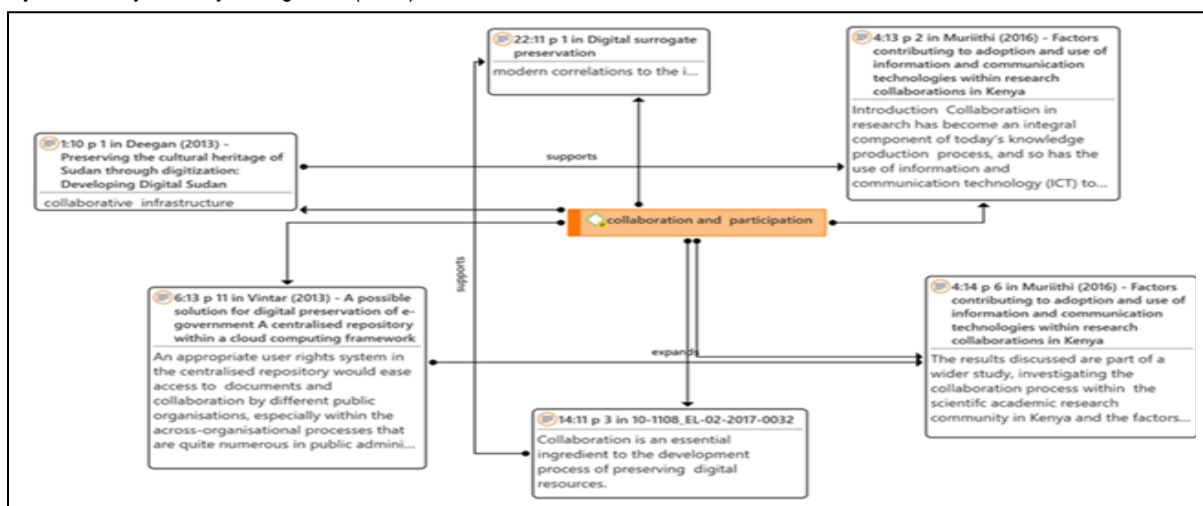 22:11 p 1 in Digital surrogate
preservation
modern correlations to the i...
4:13 p 2 in Muriithi (2016) - Factors
contributing to adoption and use of
information and communication
technologies within research
collaborations in Kenya
Introduction Collaboration in
research has become an integral
component of today's knowledge
production process, and so has the
use of information and
communication technology (ICT) to...
1:10 p 1 in Deegan (2013) -
Preserving the cultural heritage of
Sudan through digitization:
Developing Digital Sudan
collaborative infrastructure
supports
collaboration and participation
supports
6:13 p 11 in Vintar (2013) - A possible
solution for digital preservation of e-
government A centralised repository
within a cloud computing framework
An appropriate user rights system in
the centralised repository would ease
access to documents and
collaboration by different public
organisations, especially within the
across-organisational processes that
are quite numerous in public admini...
expands
4:14 p 6 in Muriithi (2016) - Factors
contributing to adoption and use of
information and communication
technologies within research
collaborations in Kenya
The results discussed are part of a
wider study, investigating the
collaboration process within the
scientifc academic research
community in Kenya and the factors...
14:11 p 3 in 10-1108_EL-02-2017-0032
Collaboration is an essential
ingredient to the development
process of preserving digital
resources.